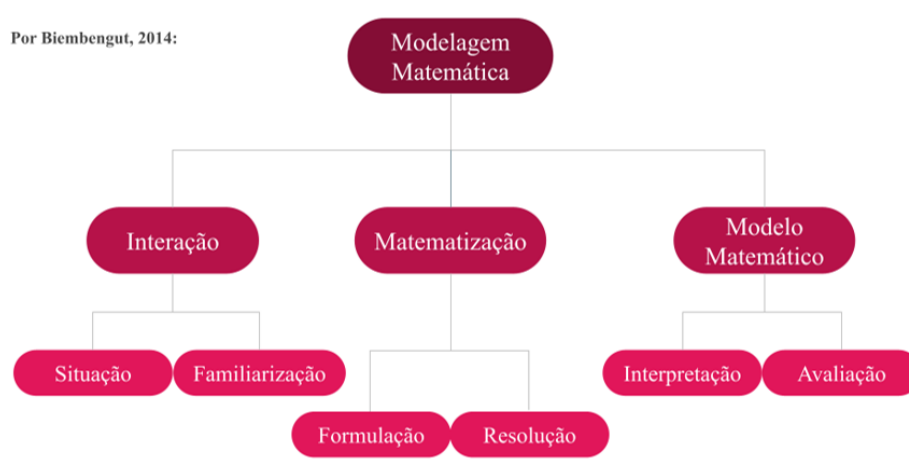 Por Biembengut, 2014:
Modelagem
Matemática
Interação
Matematização
Modelo
Matemático
Situação
Familiarização
Interpretação
Avaliação
Formulação
Resolução